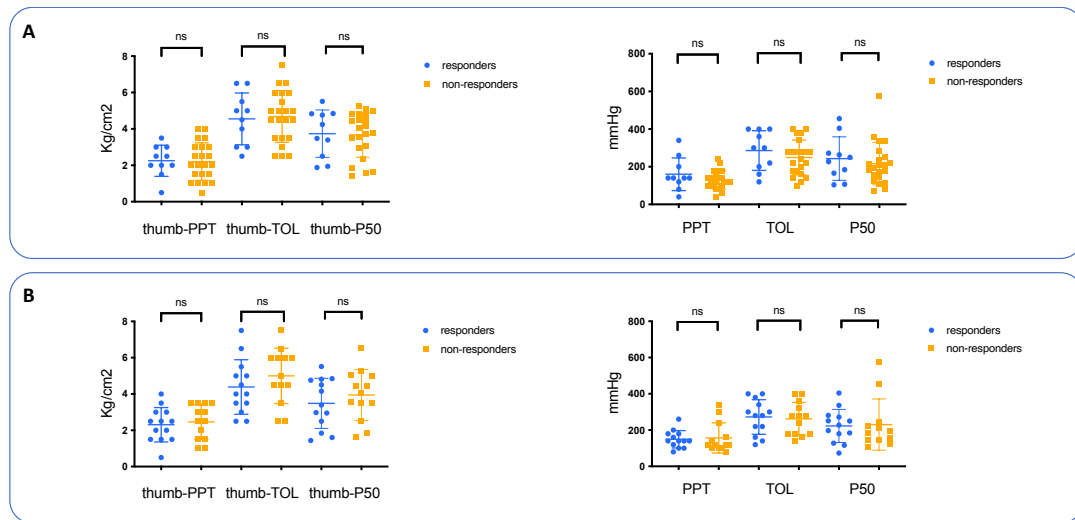 A
ns ns ns
8
6
4
2
0
Kg/cm2
thumb-PPT thumb-TOL thumb-P50
responders
non-responders
ns ns ns
800
600
400
200
0
mmHg
PPT TOL P50
responders
non-responders
B
ns ns ns
8
6
4
2
0
Kg/cm2
thumb-PPT thumb-TOL thumb-P50
responders
non-responders
ns ns ns
800
600
400
200
0
mmHg
PPT TOL P50
responders
non-responders